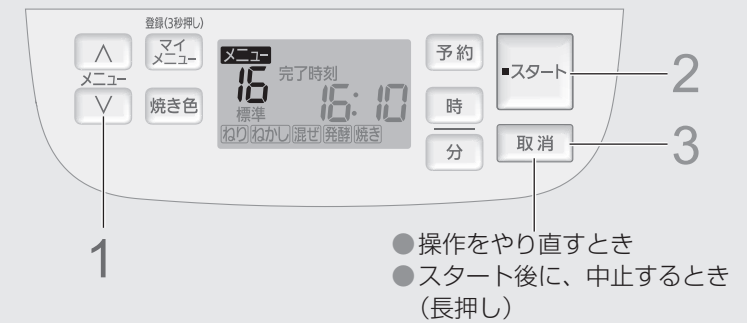 登録(3秒押し)
∧
メニュー
∨
マイ
メニュー
焼き色
メニュー
16
標準
完了時刻
16:10
ねり ねかし 混ぜ 発酵 焼き
予約
時
分
■スタート
取消
1
2
3
●操作をやり直すとき
●スタート後に、中止するとき
(長押し)